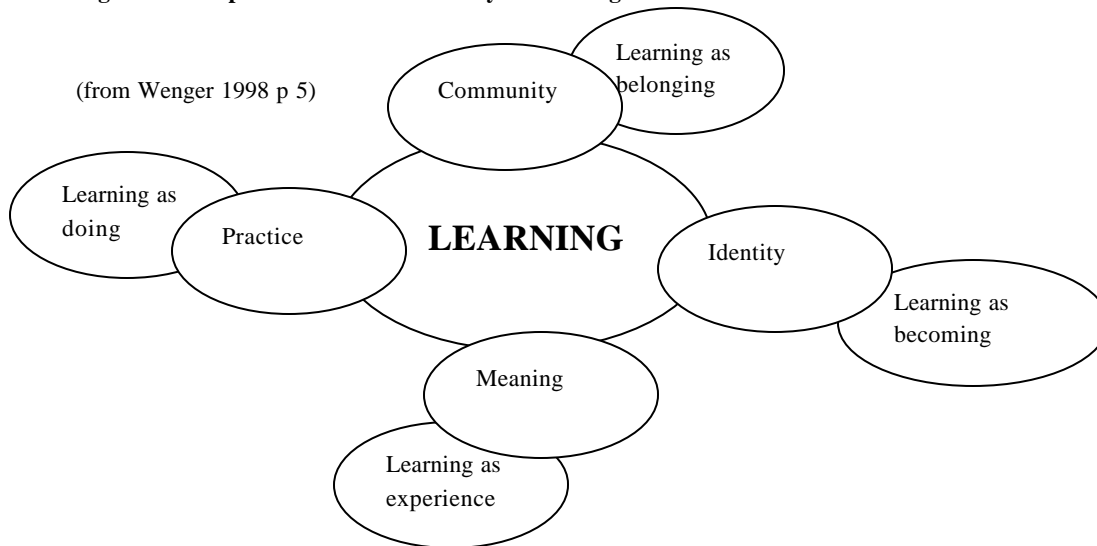 Learning as
belonging
(from Wenger 1998 p 5)
Community
Learning as
doing
Practice
LEARNING
Identity
Learning as
becoming
Meaning
Learning as
experience